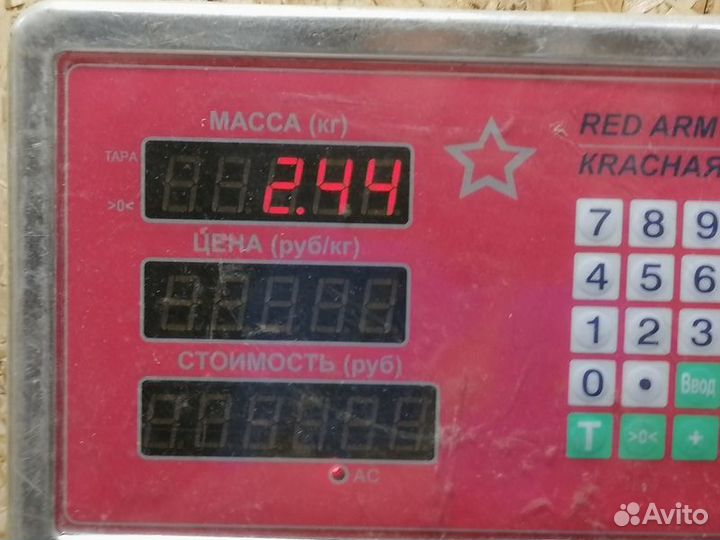 МАССА (кг)
RED ARM
ТАРА
КRАСНАЯ
2.44
>0<
7 8 9
ЦЕНА (руб/кг)
4 5 6
1 2 3
СТОИМОСТЬ (руб)
0 • Ввод
T >0< +
AC
Avito